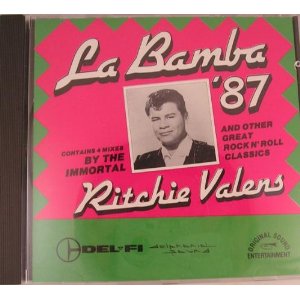 La Bamba
'87
CONTAINS 4 MIXES
BY THE
IMMORTAL
AND OTHER
GREAT
ROCK N' ROLL
CLASSICS
Ritchie Valens
DEL-FI
ORIGINAL SOUND
ENTERTAINMENT